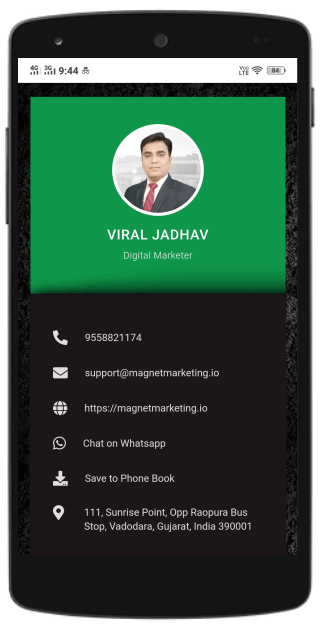 4G 3G 9:44 Vo) LTE 84
VIRAL JADHAV
Digital Marketer
9558821174
support@magnetmarketing.io
https://magnetmarketing.io
Chat on Whatsapp
Save to Phone Book
111, Sunrise Point, Opp Raopura Bus
Stop, Vadodara, Gujarat, India 390001